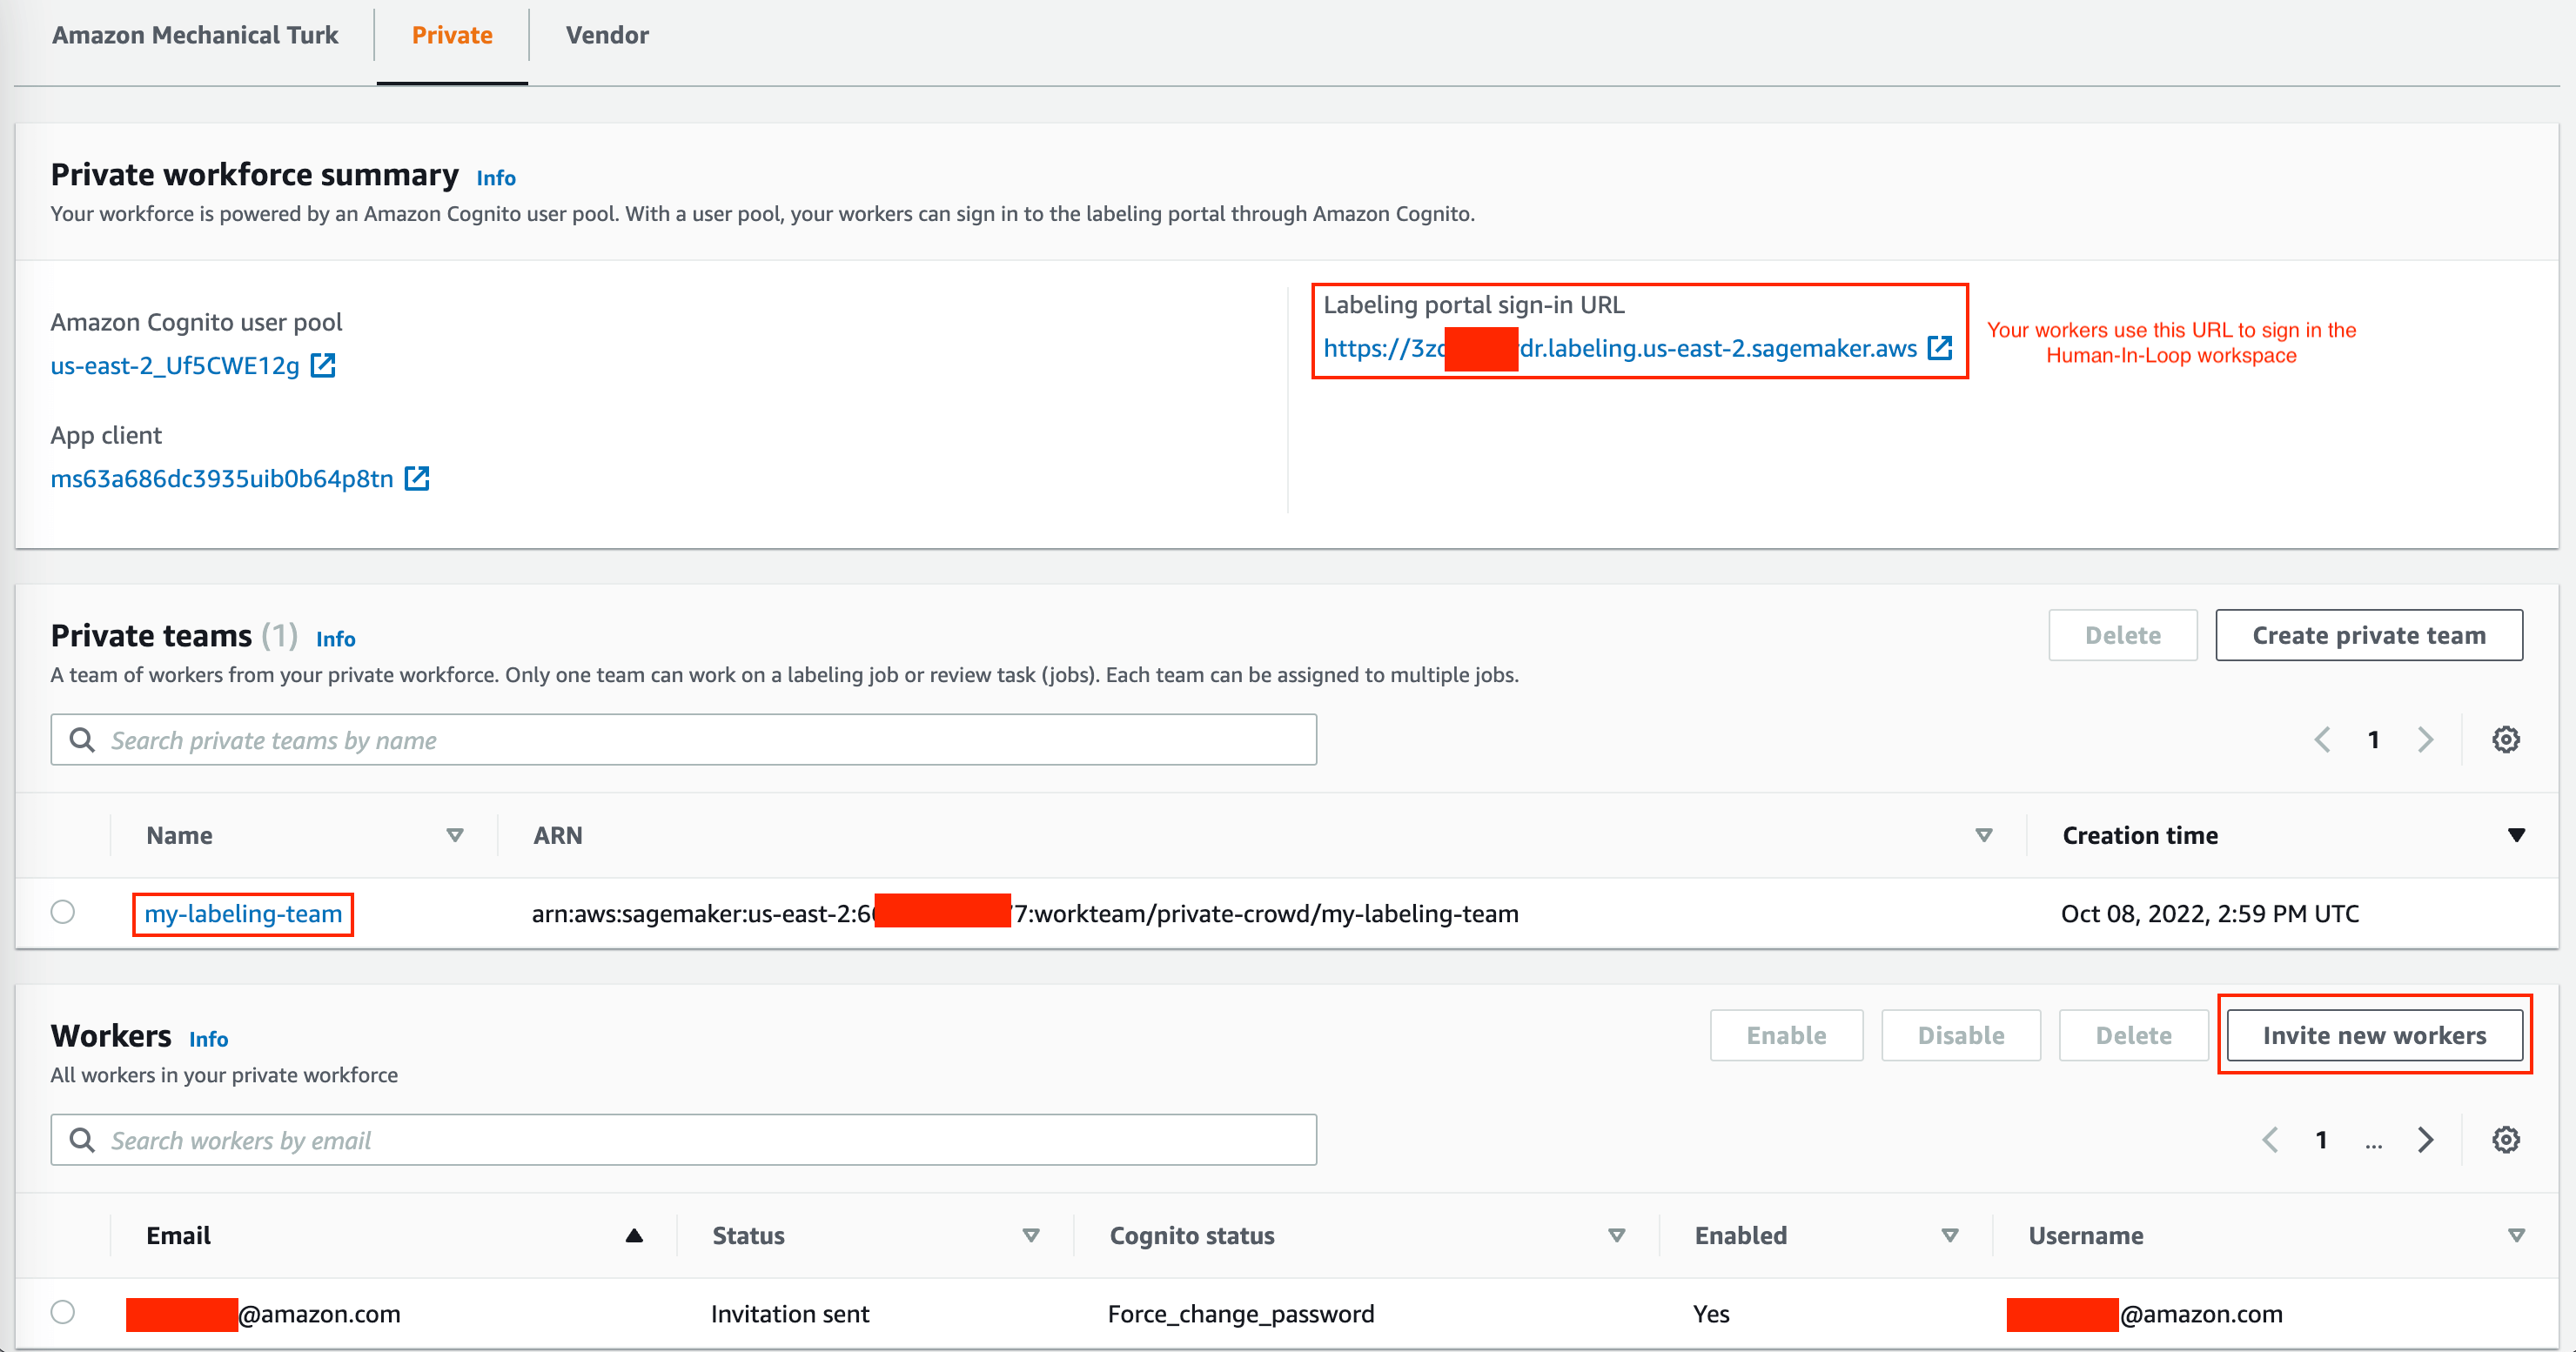 Amazon Mechanical Turk
Private
Vendor
Private workforce summary Info
Your workforce is powered by an Amazon Cognito user pool. With a user pool, your workers can sign in to the labeling portal through Amazon Cognito.
Amazon Cognito user pool
us-east-2_Uf5CWE12g
App client
ms63a686dc3935uib0b64p8tn
Labeling portal sign-in URL
https://3zc dr.labeling.us-east-2.sagemaker.aws
Your workers use this URL to sign in the
Human-In-Loop workspace
Private teams (1) Info
Delete
Create private team
A team of workers from your private workforce. Only one team can work on a labeling job or review task (jobs). Each team can be assigned to multiple jobs.
Search private teams by name
1
Name ARN Creation time
my-labeling-team arn:aws:sagemaker:us-east-2:6 7:workteam/private-crowd/my-labeling-team Oct 08, 2022, 2:59 PM UTC
Workers Info
Enable
Disable
Delete
Invite new workers
All workers in your private workforce
Search workers by email
1 ...
Email Status Cognito status Enabled Username
@amazon.com Invitation sent Force_change_password Yes @amazon.com